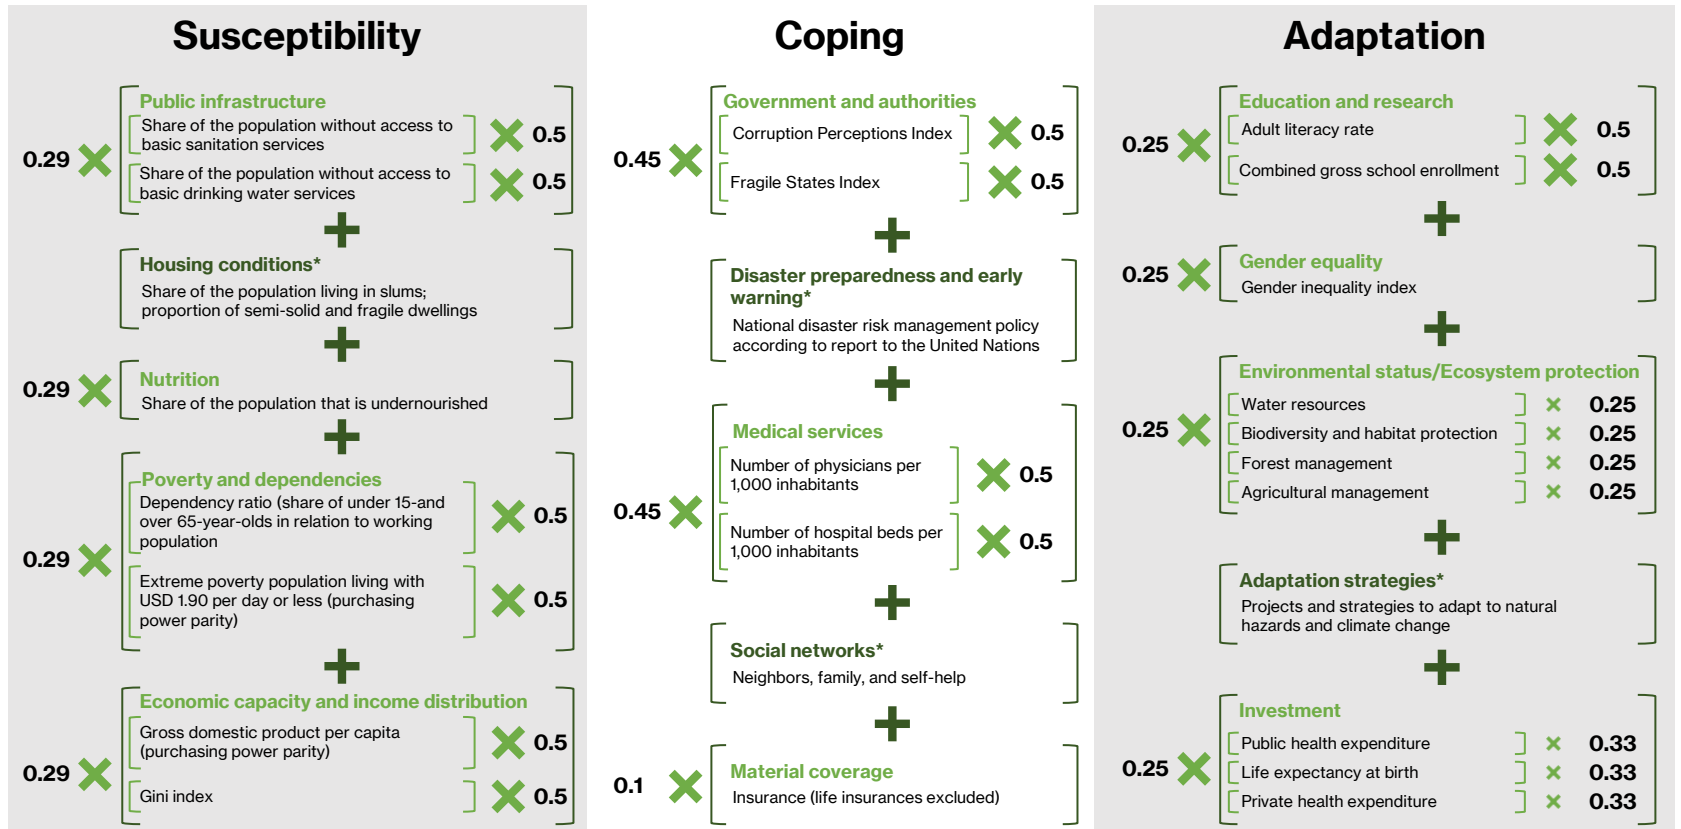 Susceptibility
0.29
Public infrastructure
Share of the population without access to
basic sanitation services
0.5
Share of the population without access to
basic drinking water services
0.5
Housing conditions*
Share of the population living in slums;
proportion of semi-solid and fragile dwellings
0.29
Nutrition
Share of the population that is undernourished
0.29
Poverty and dependencies
Dependency ratio (share of under 15-and
over 65-year-olds in relation to working
population
0.5
Extreme poverty population living with
USD 1.90 per day or less (purchasing
power parity)
0.5
0.29
Economic capacity and income distribution
Gross domestic product per capita
(purchasing power parity)
0.5
Gini index
0.5
Coping
0.45
Government and authorities
Corruption Perceptions Index
0.5
Fragile States Index
0.5
Disaster preparedness and early
warning*
National disaster risk management policy
according to report to the United Nations
0.45
Medical services
Number of physicians per
1,000 inhabitants
0.5
Number of hospital beds per
1,000 inhabitants
0.5
Social networks*
Neighbors, family, and self-help
0.1
Material coverage
Insurance (life insurances excluded)
Adaptation
0.25
Education and research
Adult literacy rate
0.5
Combined gross school enrollment
0.5
0.25
Gender equality
Gender inequality index
0.25
Environmental status/Ecosystem protection
Water resources
0.25
Biodiversity and habitat protection
0.25
Forest management
0.25
Agricultural management
0.25
Adaptation strategies*
Projects and strategies to adapt to natural
hazards and climate change
0.25
Investment
Public health expenditure
0.33
Life expectancy at birth
0.33
Private health expenditure
0.33